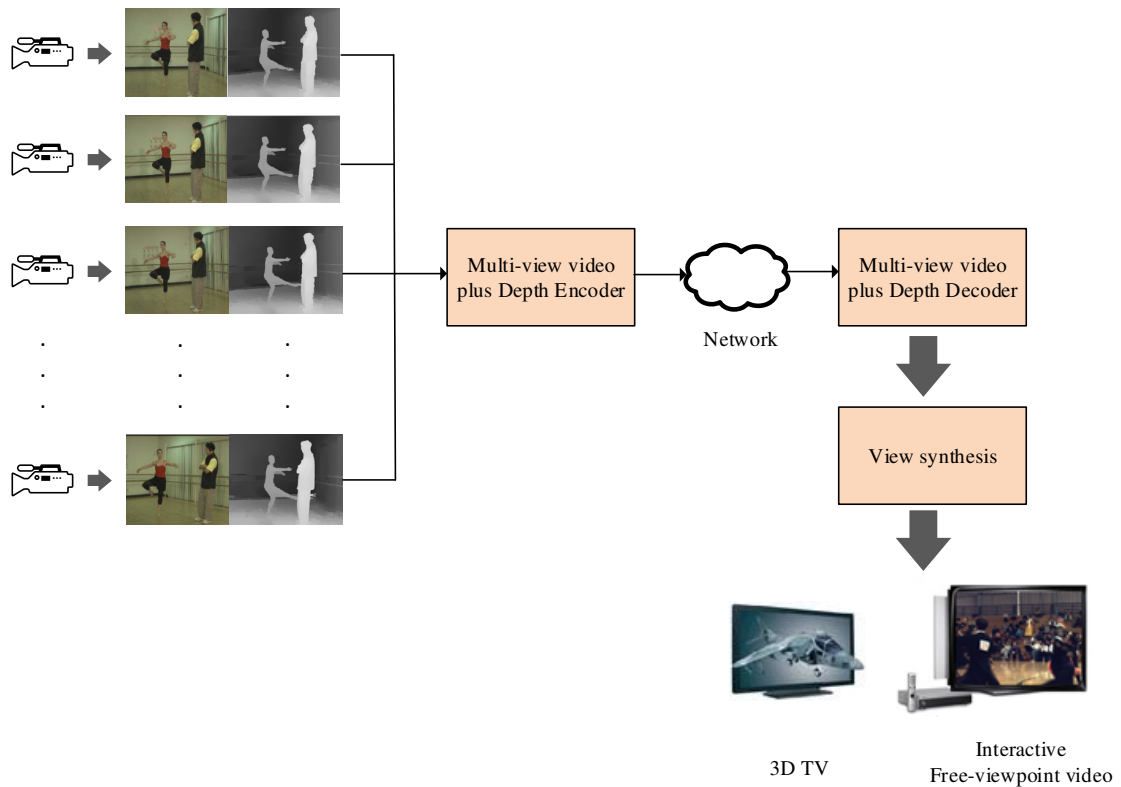 Multi-view video
plus Depth Encoder
Network
Multi-view video
plus Depth Decoder
View synthesis
3D TV
Interactive
Free-viewpoint video